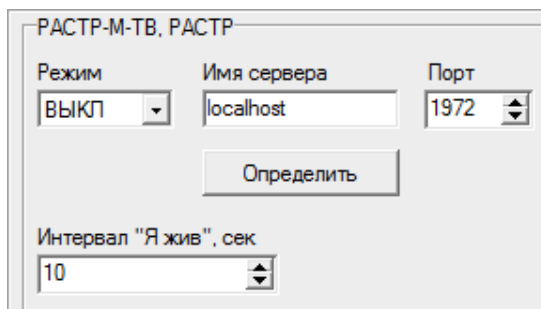 РАСТР-М-ТВ, РАСТР
Режим Имя сервера Порт
ВЫКЛ localhost 1972
Определить
Интервал "Я жив", сек
10